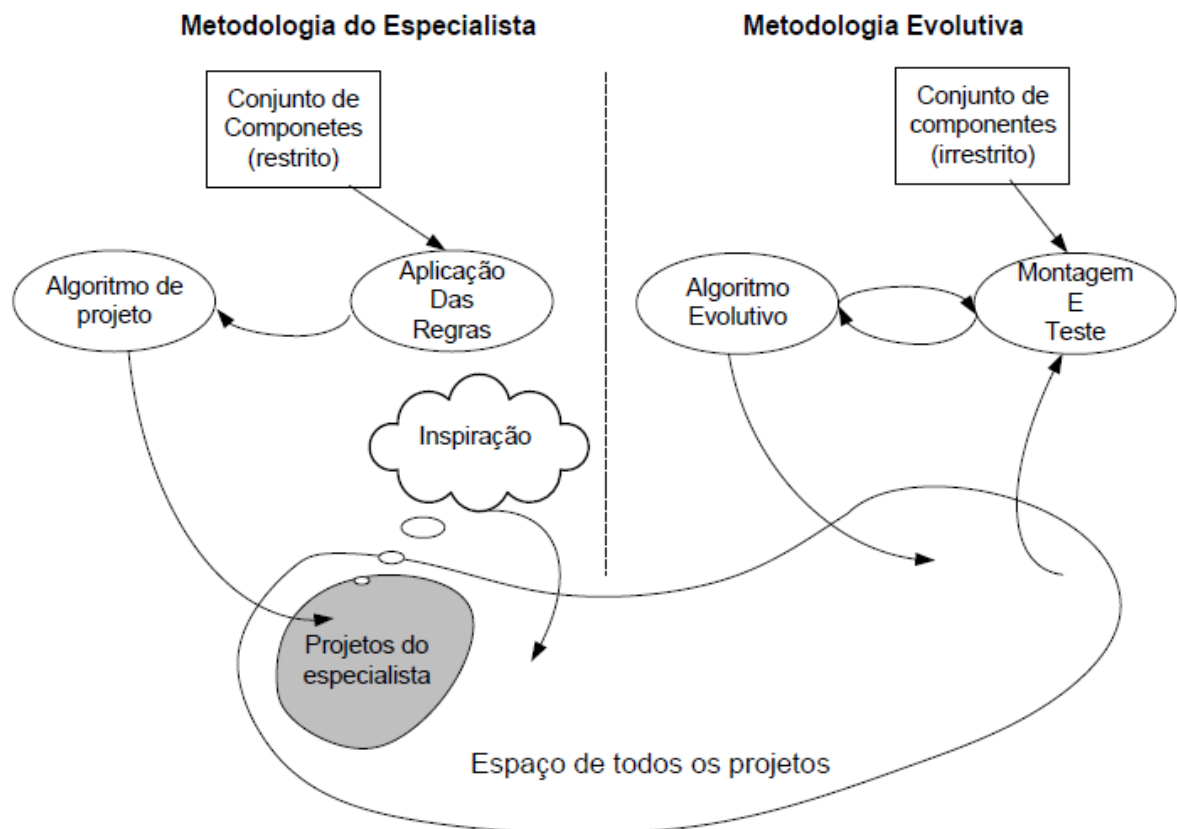 Metodologia do Especialista
Metodologia Evolutiva
Conjunto de
Componetes
(restrito)
Conjunto de
componentes
(irrestrito)
Algoritmo de
projeto
Aplicação
Das
Regras
Algoritmo
Evolutivo
Montagem
E
Teste
Inspiração
Projetos do
especialista
Espaço de todos os projetos